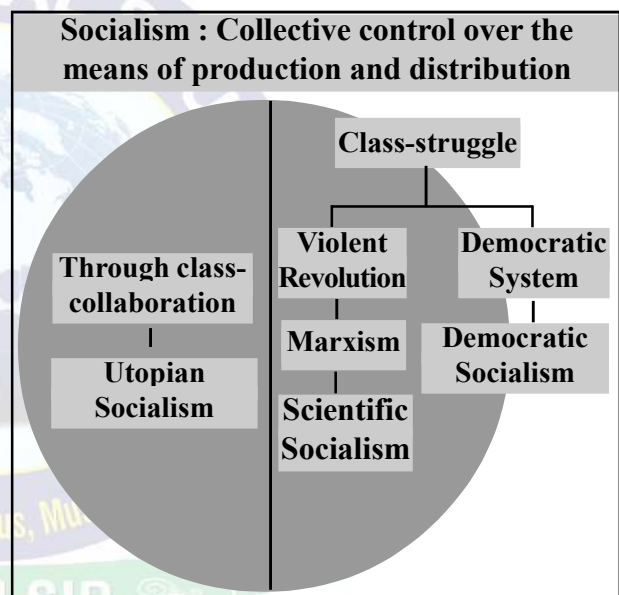 Socialism : Collective control over the
means of production and distribution
Class-struggle
Through class-
collaboration
Utopian
Socialism
Violent
Revolution
Marxism
Scientific
Socialism
Democratic
System
Democratic
Socialism